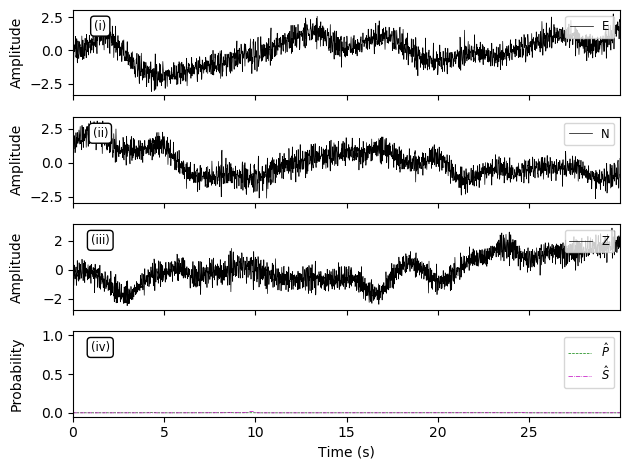 (i)
E
2.5
0.0
−2.5
Amplitude
(ii)
N
2.5
0.0
−2.5
Amplitude
(iii)
Z
2
0
−2
Amplitude
(iv)
P̂
Ŝ
1.0
0.5
0.0
Probability
0 5 10 15 20 25
Time (s)